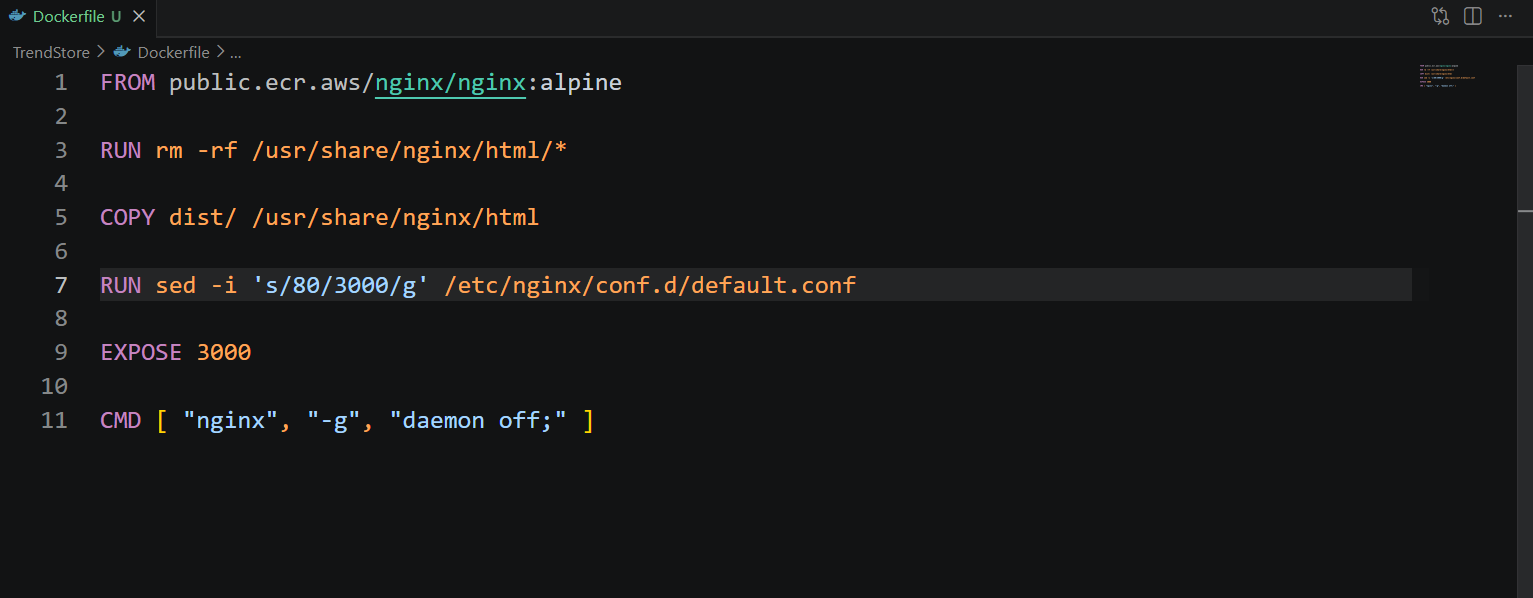 Dockerfile U
TrendStore > Dockerfile > ...
1 FROM public.ecr.aws/nginx/nginx:alpine
2
3 RUN rm -rf /usr/share/nginx/html/*
4
5 COPY dist/ /usr/share/nginx/html
6
7 RUN sed -i 's/80/3000/g' /etc/nginx/conf.d/default.conf
8
9 EXPOSE 3000
10
11 CMD [ "nginx", "-g", "daemon off;" ]